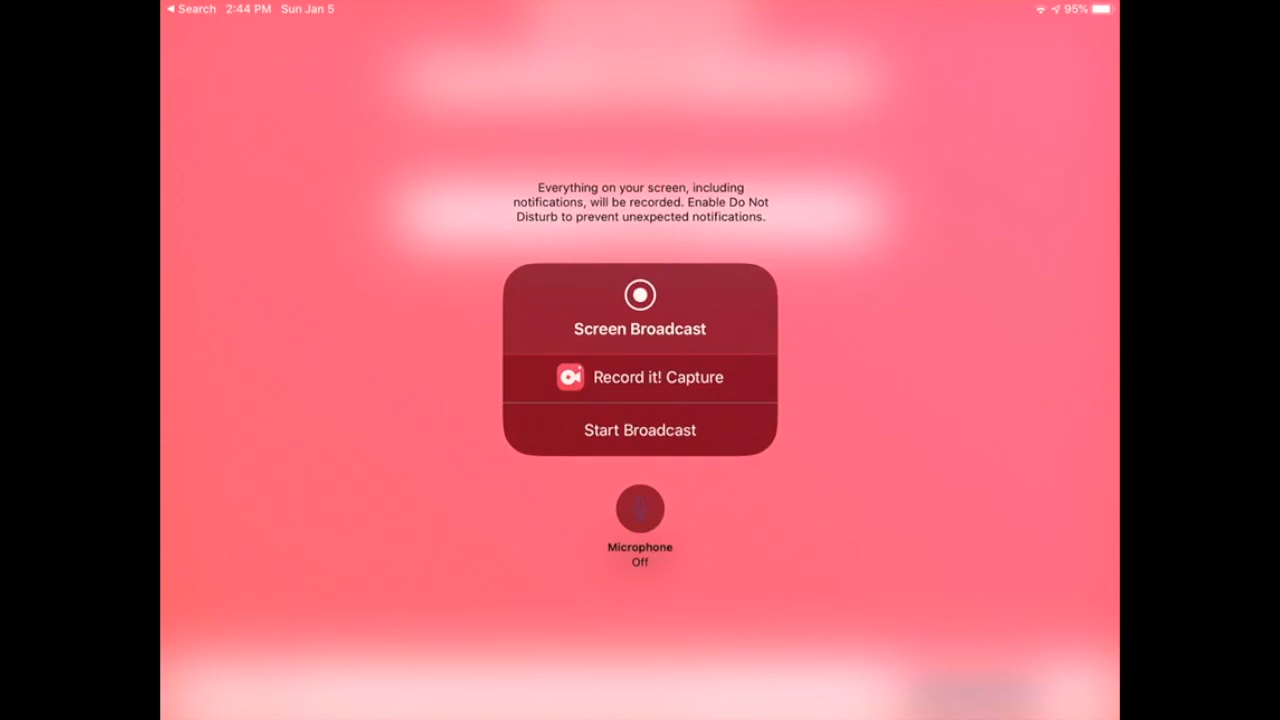 Search 2:44 PM Sun Jan 5 95%
Everything on your screen, including
notifications, will be recorded. Enable Do Not
Disturb to prevent unexpected notifications.
Screen Broadcast
Record it! Capture
Start Broadcast
Microphone
Off